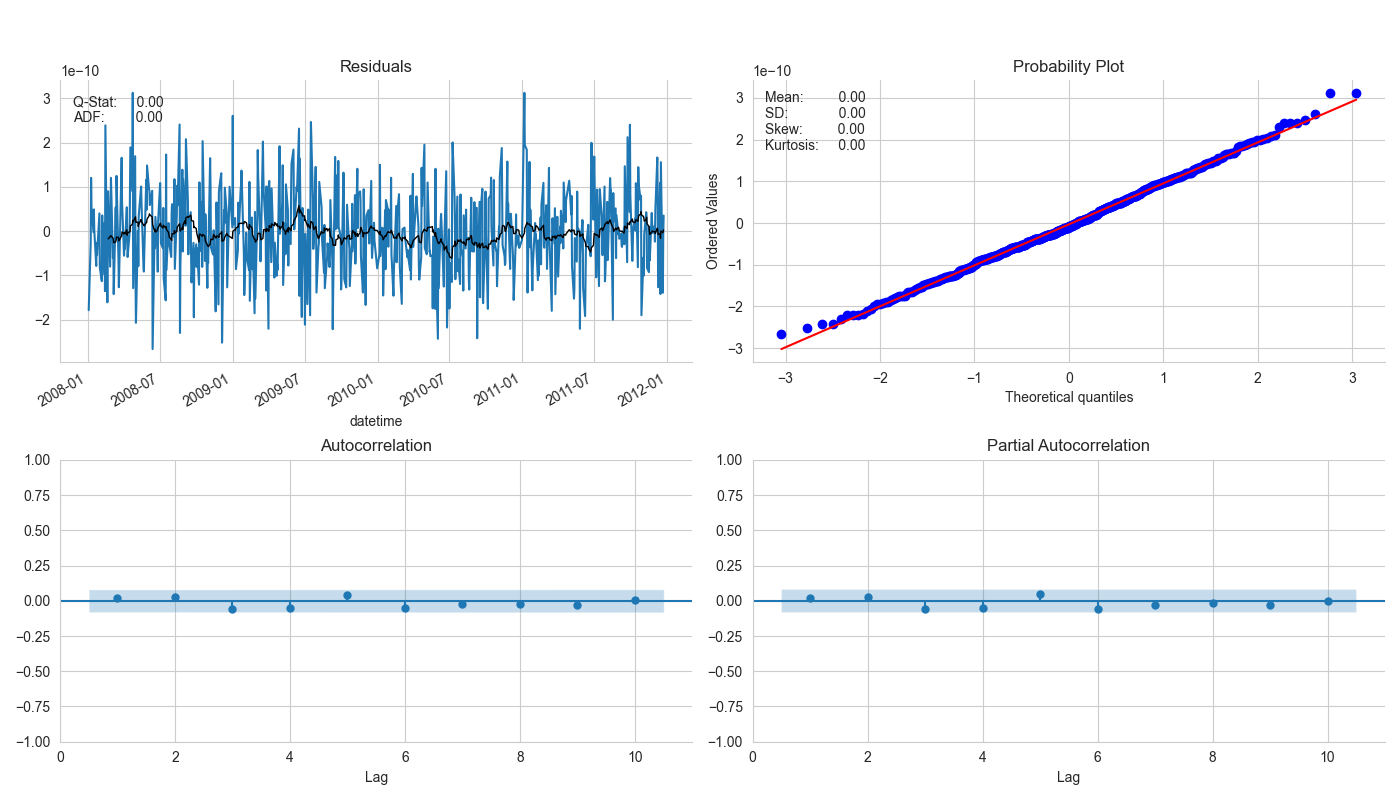 Residuals
1e−10
Q-Stat: 0.00
ADF: 0.00
3
2
1
0
−1
−2
2008-01
2008-07
2009-01
2009-07
2010-01
2010-07
2011-01
2011-07
2012-01
datetime
Probability Plot
1e−10
Mean: 0.00
SD: 0.00
Skew: 0.00
Kurtosis: 0.00
Ordered Values
3
2
1
0
−1
−2
−3
−3 −2 −1 0 1 2 3
Theoretical quantiles
Autocorrelation
1.00
0.75
0.50
0.25
0.00
−0.25
−0.50
−0.75
−1.00
0 2 4 6 8 10
Lag
Partial Autocorrelation
1.00
0.75
0.50
0.25
0.00
−0.25
−0.50
−0.75
−1.00
0 2 4 6 8 10
Lag